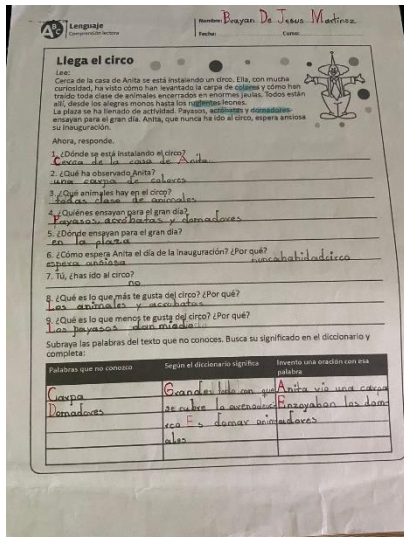 Lenguaje
Comprensión lectora
Nombre: Brayan De Jesus Martinez
Fecha: Curso:
Llega el circo
Lee:
Cerca de la casa de Anita se está instalando un circo. Ella, con mucha
curiosidad, ha visto cómo han levantado la carpa de colores y cómo han
traído toda clase de animales encerrados en enormes jaulas. Todos están
allí, desde los alegres monos hasta los rugientes leones.
La plaza se ha llenado de actividad. Payasos, acróbatas y domadores
ensayan para el gran día. Anita, que nunca ha ido al circo, espera ansiosa
su inauguración.
Ahora, responde.
1. ¿Dónde se está instalando el circo?
Cerca de la casa de Anita
2. ¿Qué ha observado Anita?
una carpa de colores
3. ¿Qué animales hay en el circo?
todas clase de animales
4. ¿Quiénes ensayan para el gran día?
Payasos, acrobatas y domadores
5. ¿Dónde ensayan para el gran día?
en la plaza
6. ¿Cómo espera Anita el día de la inauguración? ¿Por qué?
espera ansiosa
7. Tú, ¿has ido al circo?
no
8. ¿Qué es lo que más te gusta del circo? ¿Por qué?
Los animales y accobatas
9. ¿Qué es lo que menos te gusta del circo? ¿Por qué?
Los payasos dan miedo
Subraya las palabras del texto que no conoces. Busca su significado en el diccionario y
completa:
Palabras que no conozco Según el diccionario significa Invento una oración con esa
palabra
Carpa Grandes que Anita vio una carpa
Domadores se cubre la los dom
rca Es domar anim adores
ales